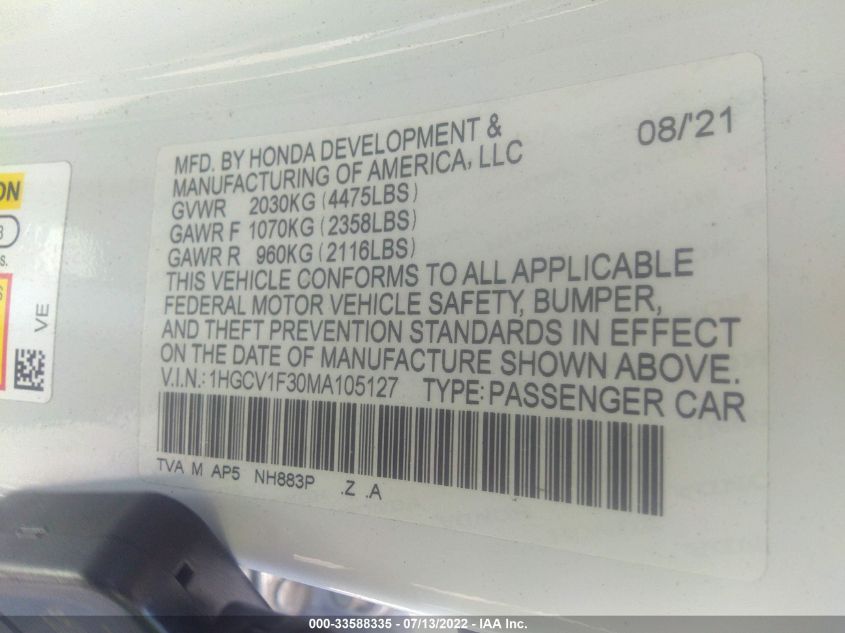 08/'21
MFD. BY HONDA DEVELOPMENT &
MANUFACTURING OF AMERICA, LLC
GVWR 2030KG (4475LBS)
GAWR F 1070KG (2358LBS)
GAWR R 960KG (2116LBS)
THIS VEHICLE CONFORMS TO ALL APPLICABLE
FEDERAL MOTOR VEHICLE SAFETY, BUMPER,
AND THEFT PREVENTION STANDARDS IN EFFECT
ON THE DATE OF MANUFACTURE SHOWN ABOVE.
V.I.N.: 1HGCV1F30MA105127 TYPE: PASSENGER CAR
TVA M AP5 NH883P .Z .A
VE
000-33588335 - 07/13/2022 - IAA Inc.